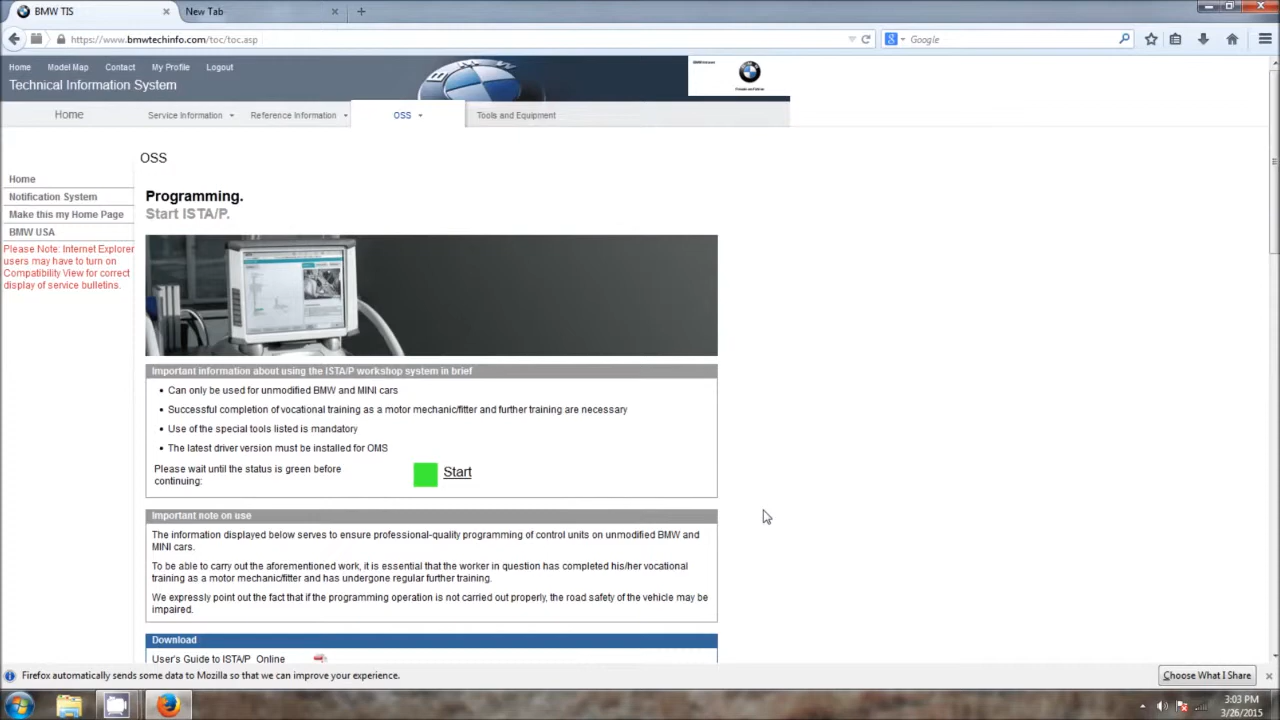 BMW TIS
New Tab
https://www.bmwtechinfo.com/toc/toc.asp
Google
Home Model Map Contact My Profile Logout
Technical Information System
Home Service Information Reference Information OSS Tools and Equipment
OSS
Home
Notification System
Make this my Home Page
BMW USA
Please Note: Internet Explorer
users may have to turn on
Compatibility View for correct
display of service bulletins.
Programming.
Start ISTA/P.
Important information about using the ISTA/P workshop system in brief
• Can only be used for unmodified BMW and MINI cars
• Successful completion of vocational training as a motor mechanic/fitter and further training are necessary
• Use of the special tools listed is mandatory
• The latest driver version must be installed for OMS
Please wait until the status is green before
continuing:
Start
Important note on use
The information displayed below serves to ensure professional-quality programming of control units on unmodified BMW and
MINI cars.
To be able to carry out the aforementioned work, it is essential that the worker in question has completed his/her vocational
training as a motor mechanic/fitter and has undergone regular further training.
We expressly point out the fact that if the programming operation is not carried out properly, the road safety of the vehicle may be
impaired.
Download
User's Guide to ISTA/P Online
Firefox automatically sends some data to Mozilla so that we can improve your experience.
Choose What I Share
3:03 PM
3/26/2015